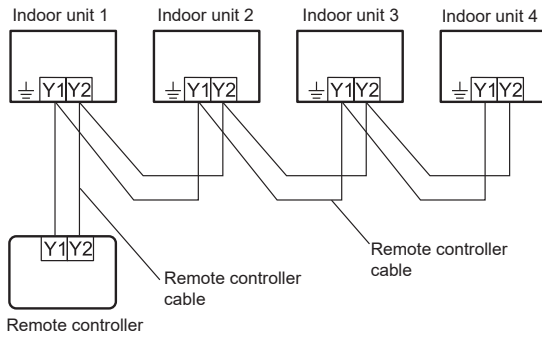 Indoor unit 1
Indoor unit 2
Indoor unit 3
Indoor unit 4
Y1 Y2
Y1 Y2
Y1 Y2
Y1 Y2
Y1 Y2
Remote controller
cable
Remote controller
cable
Remote controller